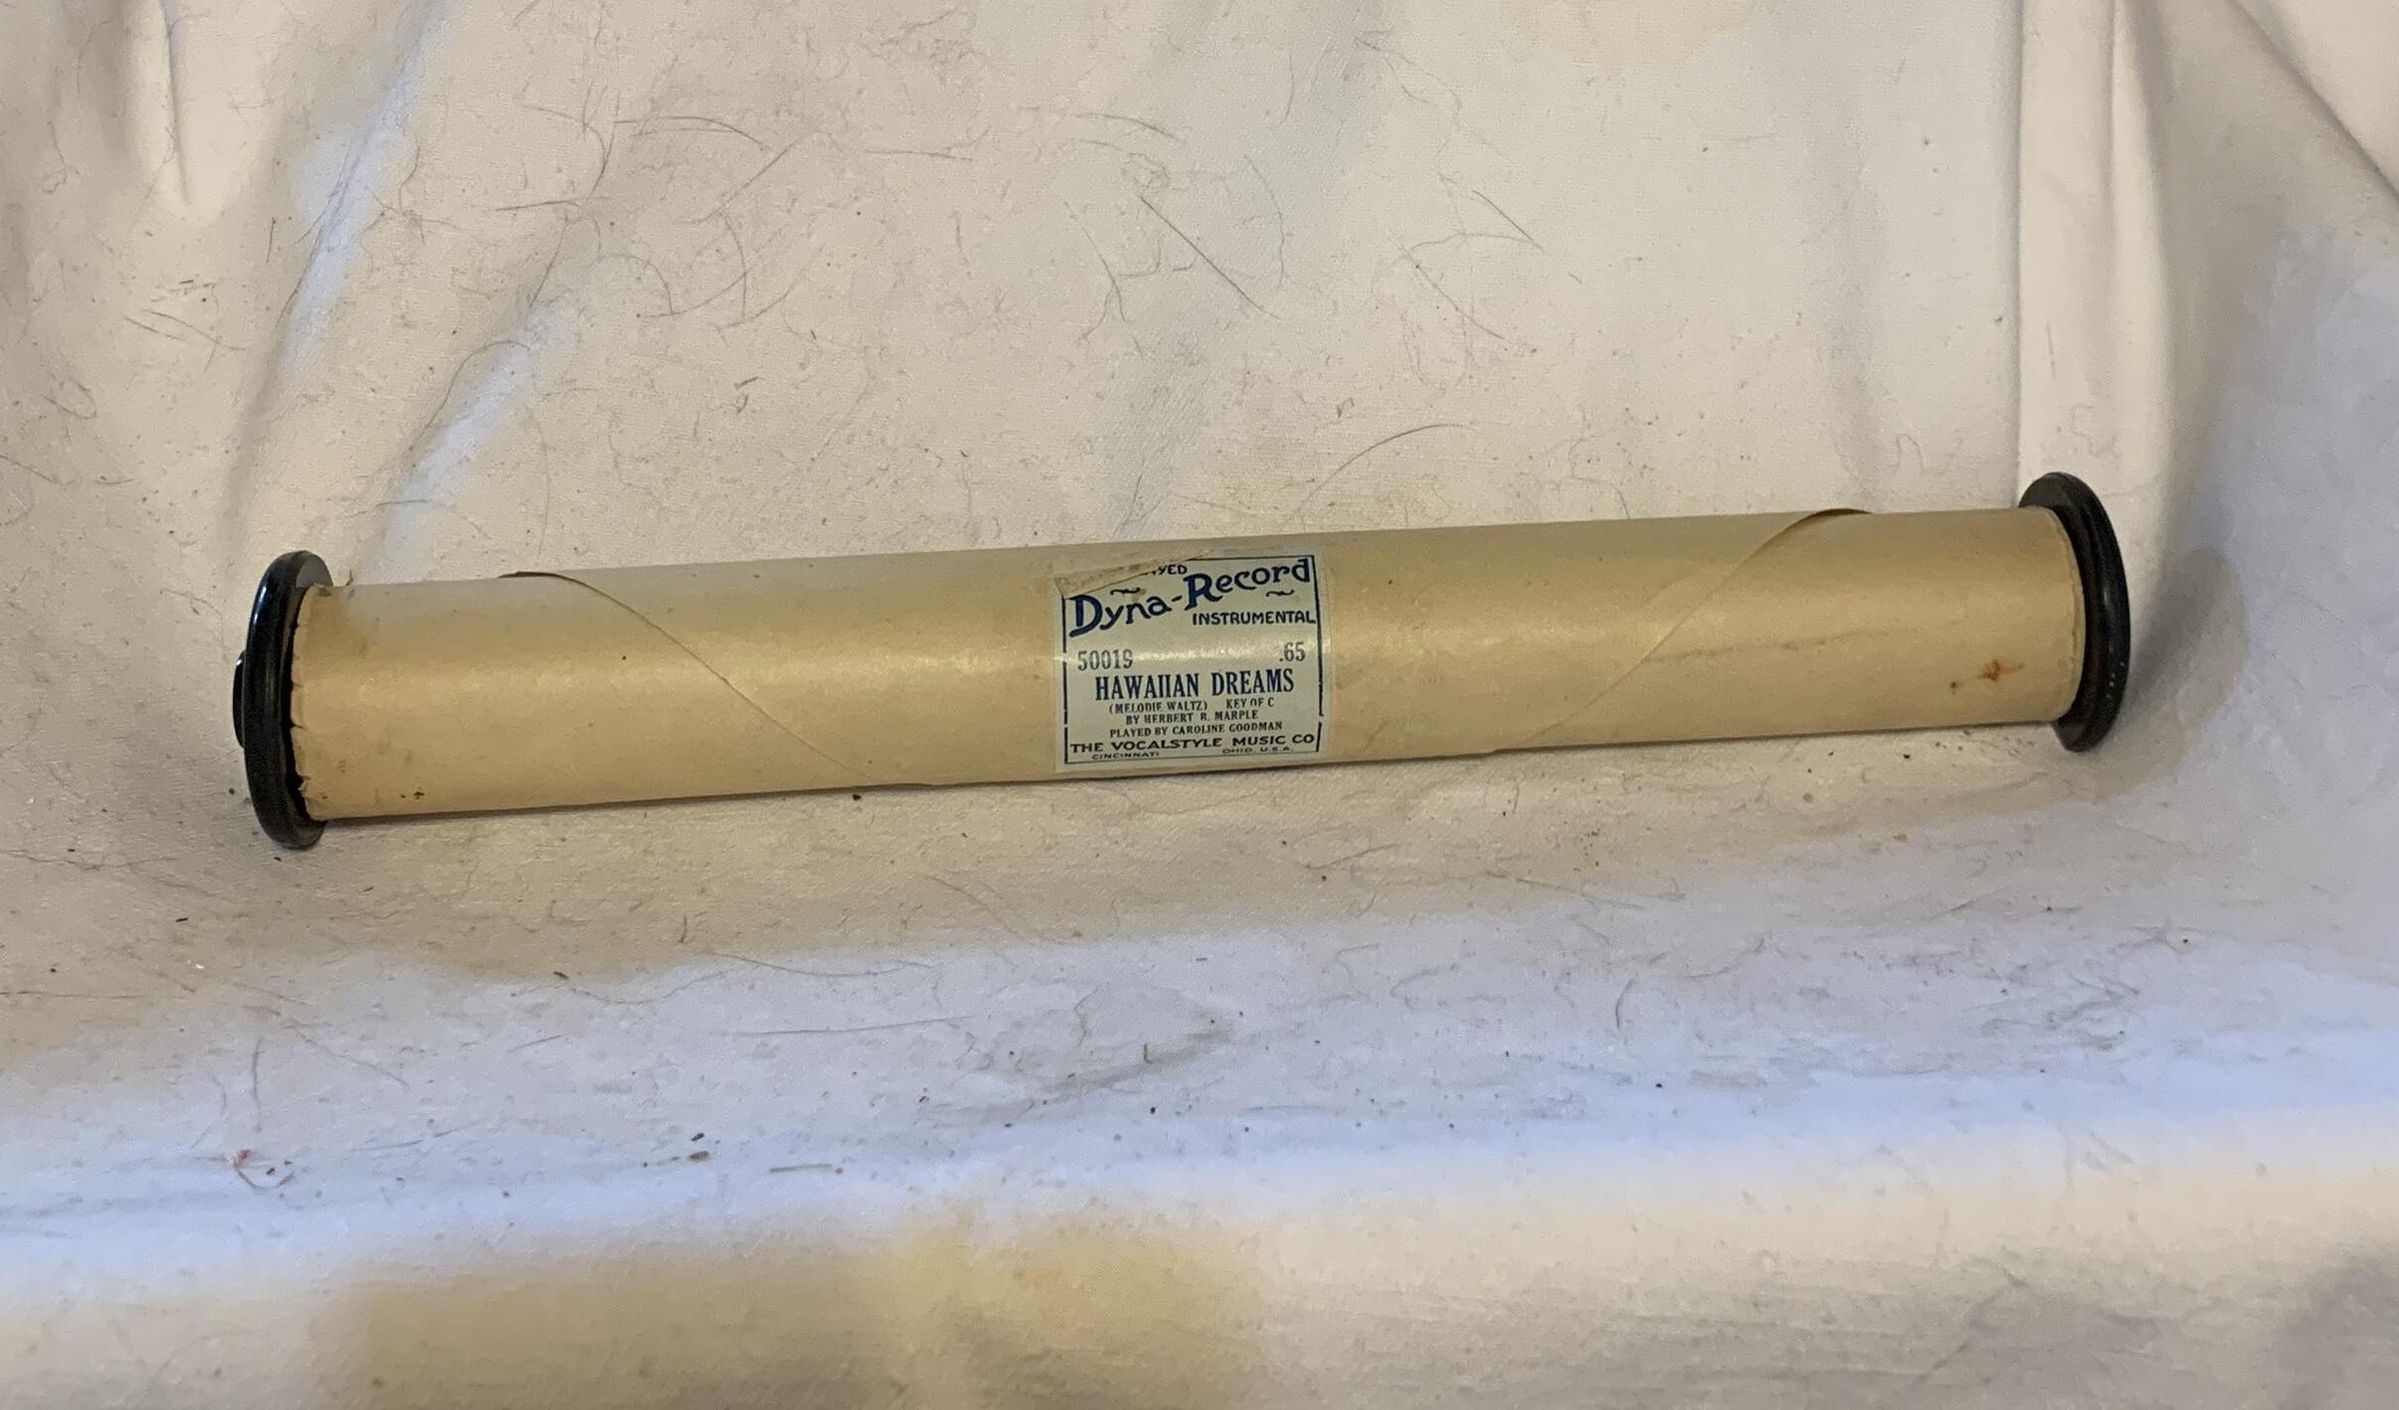 Dyna-Record
INSTRUMENTAL
50019 .65
HAWAIIAN DREAMS
(MELODIE WALTZ) KEY OF C
BY HERBERT R. MARPLE
PLAYED BY CAROLINE GOODMAN
THE VOCALSTYLE MUSIC CO
CINCINNATI OHIO, U.S.A.